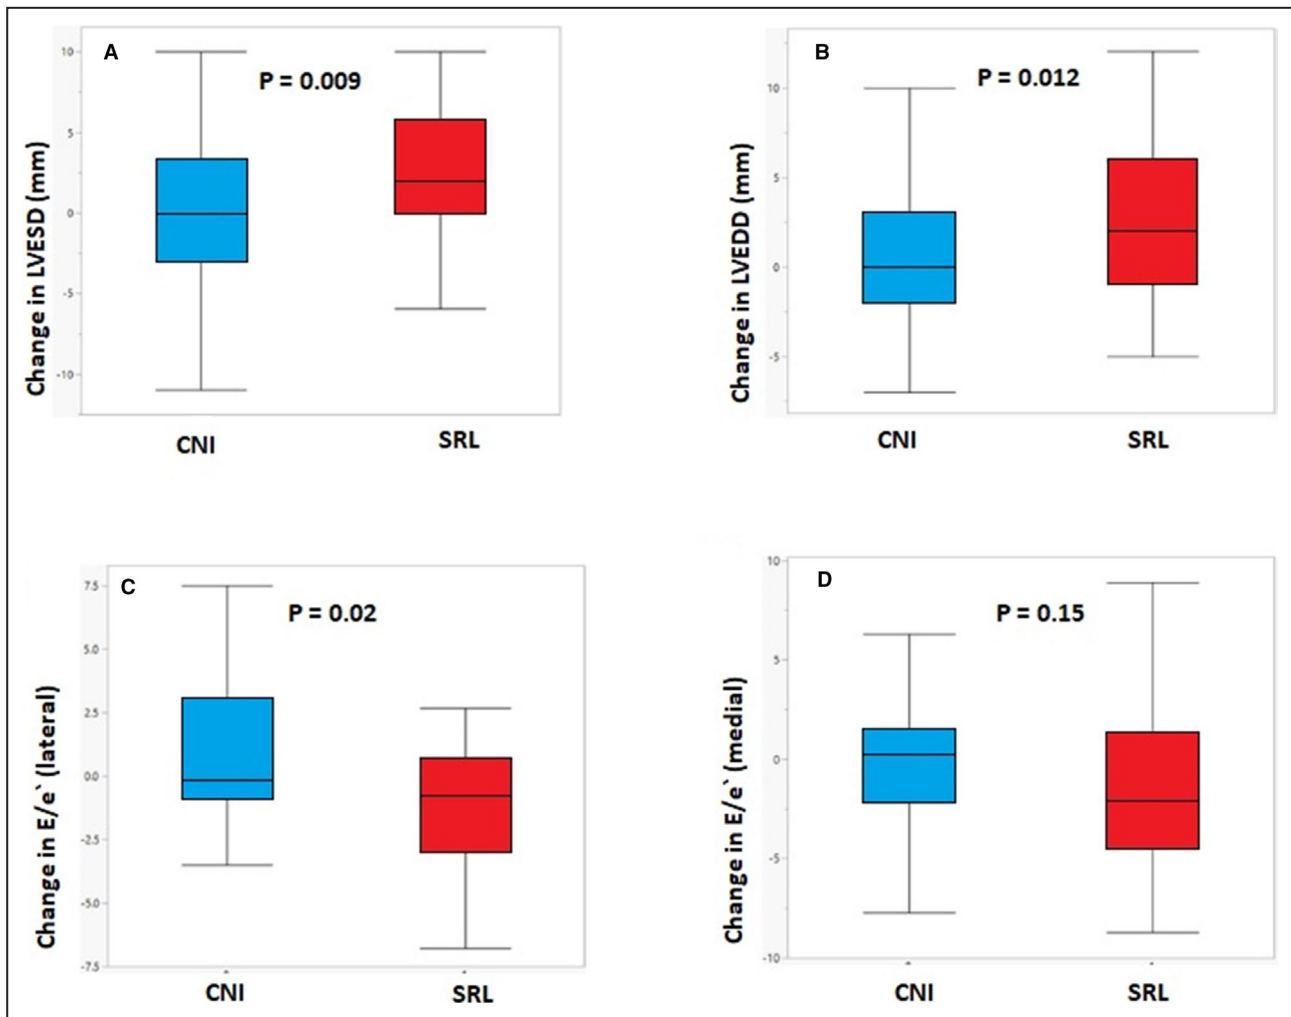 A
P = 0.009
Change in LVESD (mm)
10
5
0
-5
-10
CNI
SRL
B
P = 0.012
Change in LVEDD (mm)
10
5
0
-5
CNI
SRL
C
P = 0.02
Change in E/e` (lateral)
7.5
5.0
2.5
0.0
-2.5
-5.0
-7.5
CNI
SRL
D
P = 0.15
Change in E/e` (medial)
10
5
0
-5
-10
CNI
SRL